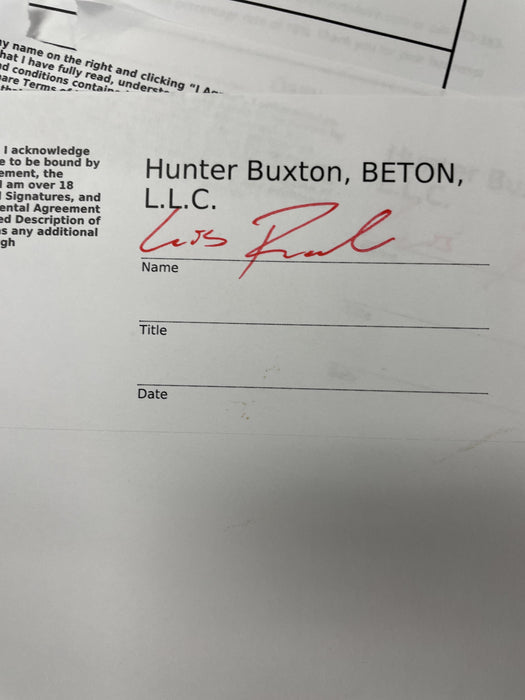 y name on the right and clicking "I A
hat I have fully read, underst
d conditions contain
are Terms of
I acknowledge
e to be bound by
ement, the
I am over 18
Signatures, and
ental Agreement
ed Description of
s any additional
gh
Hunter Buxton, BETON,
L.L.C.
Name
Title
Date